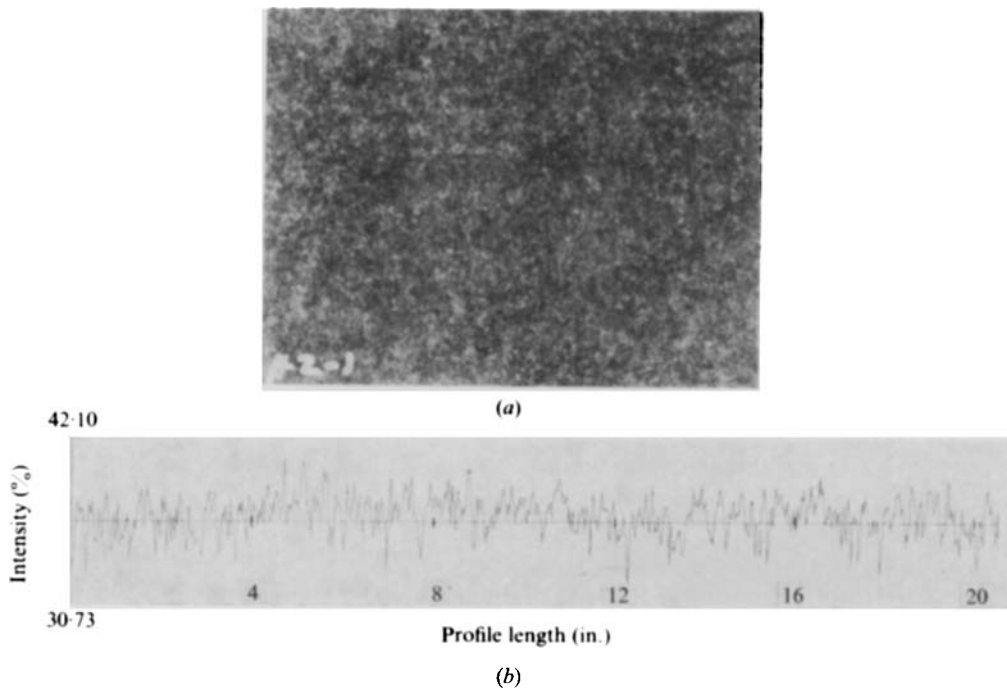 (a)
42·10
Intensity (%)
4 8 12 16 20
30·73
Profile length (in.)
(b)